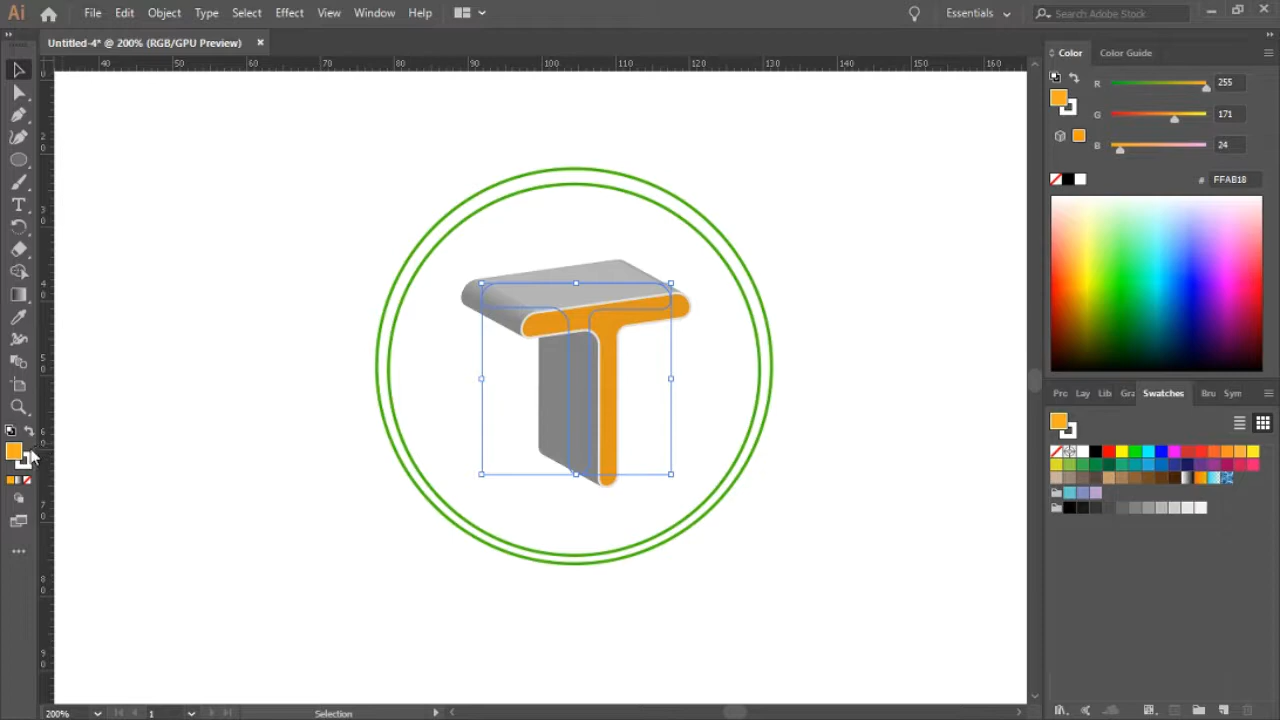 Ai File Edit Object Type Select Effect View Window Help Essentials Search Adobe Stock
Untitled-4* @ 200% (RGB/GPU Preview)
Color Color Guide
40 50 60 70 80 90 100 110 120 130 140 150 160
R 255
G 171
B 24
# FFAB18
T
Pro Lay Lib Gra Swatches Bru Sym
200% 1 Selection